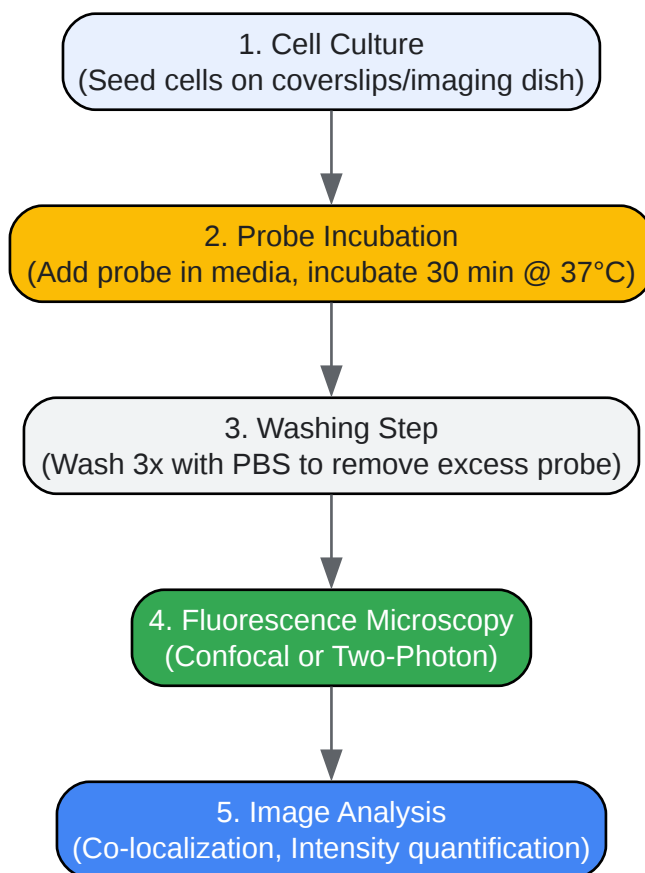 1. Cell Culture
(Seed cells on coverslips/imaging dish)
2. Probe Incubation
(Add probe in media, incubate 30 min @ 37°C)
3. Washing Step
(Wash 3x with PBS to remove excess probe)
4. Fluorescence Microscopy
(Confocal or Two-Photon)
5. Image Analysis
(Co-localization, Intensity quantification)